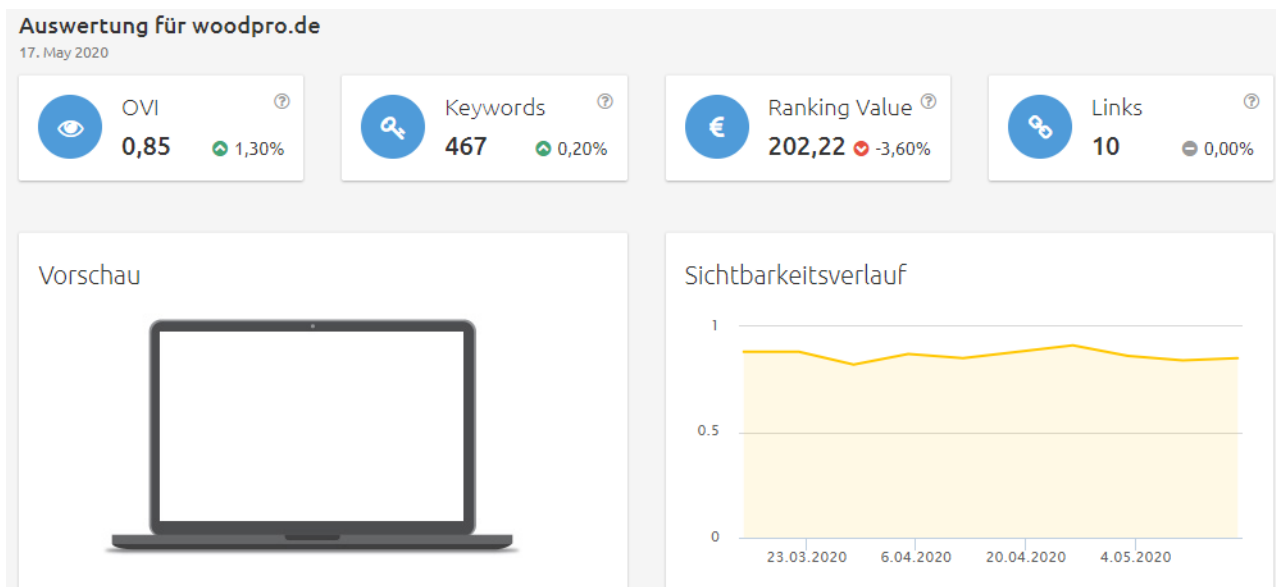 Auswertung für woodpro.de
17. May 2020
OVI
0,85 1,30%
Keywords
467 0,20%
Ranking Value
202,22 -3,60%
Links
10 0,00%
Vorschau
Sichtbarkeitsverlauf
1
0.5
0
23.03.2020 6.04.2020 20.04.2020 4.05.2020